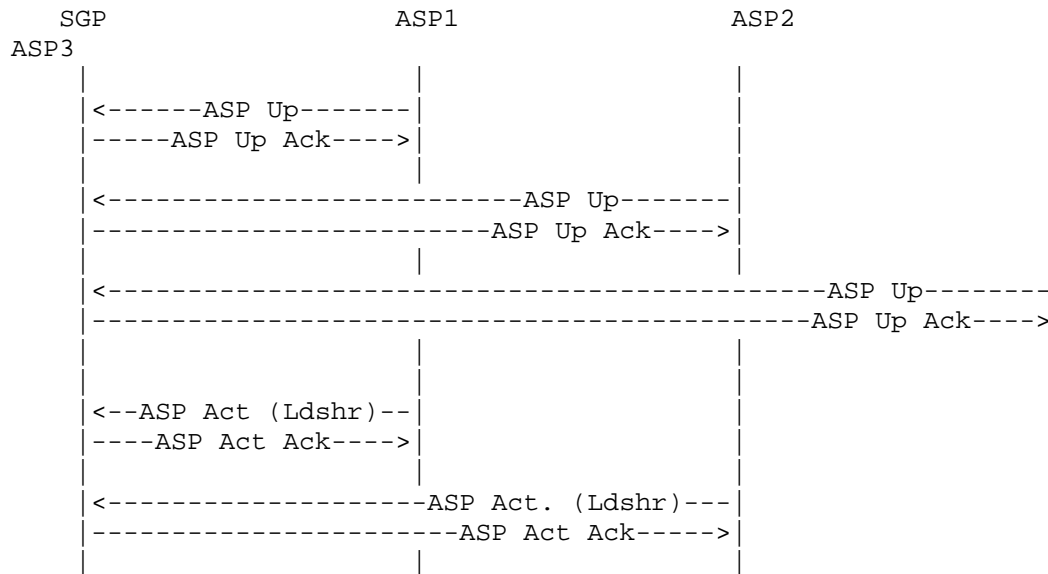 SGP ASP1 ASP2
ASP3
| | |
|<------ASP Up-------| |
|-----ASP Up Ack---->| |
| | |
|<---------------------------ASP Up-------|
|-------------------------ASP Up Ack---->|
| | |
|<----------------------------------------------ASP Up--------
|---------------------------------------------ASP Up Ack---->
| | |
| | |
|<--ASP Act (Ldshr)--| |
|----ASP Act Ack---->| |
| | |
|<---------------------ASP Act. (Ldshr)---|
|-----------------------ASP Act Ack----->|
| | |